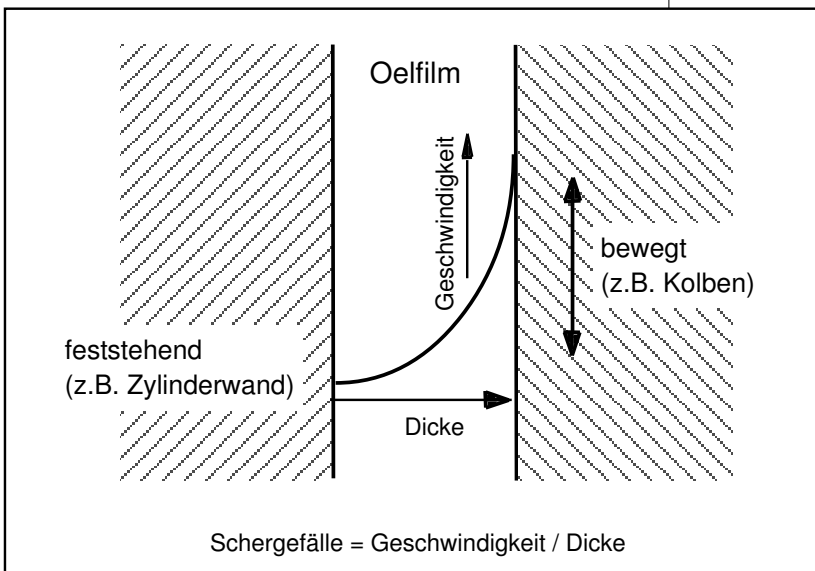 Oelfilm
Geschwindigkeit
bewegt
(z.B. Kolben)
feststehend
(z.B. Zylinderwand)
Dicke
Schergefälle = Geschwindigkeit / Dicke